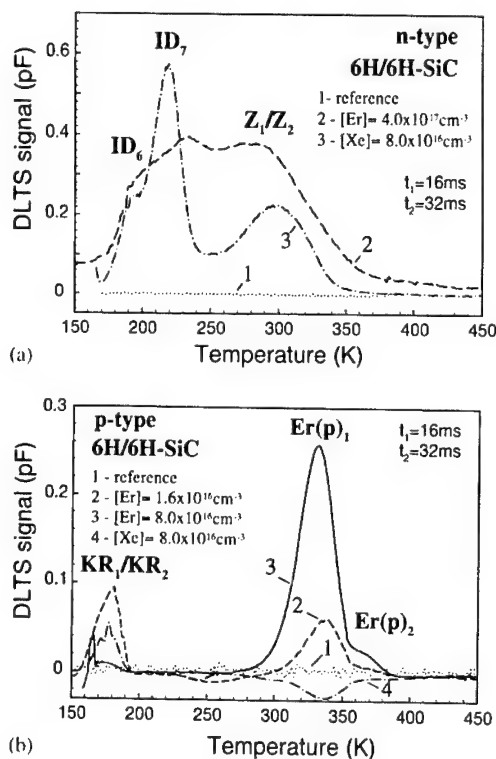 n-type
6H/6H-SiC
1- reference
2 - [Er]= 4.0x10¹⁷cm⁻³
3 - [Xe]= 8.0x10¹⁶cm⁻³
t₁=16ms
t₂=32ms
ID₇
ID₆
Z₁/Z₂
1
2
3
DLTS signal (pF)
0.6
0.4
0.2
0
150 200 250 300 350 400 450
Temperature (K)
(a)
p-type
6H/6H-SiC
1 - reference
2 - [Er]= 1.6x10¹⁶cm⁻³
3 - [Er]= 8.0x10¹⁶cm⁻³
4 - [Xe]= 8.0x10¹⁶cm⁻³
KR₁/KR₂
Er(p)₁
t₁=16ms
t₂=32ms
Er(p)₂
3
2
1
4
DLTS signal (pF)
0.3
0.2
0.1
0
150 200 250 300 350 400 450
Temperature (K)
(b)